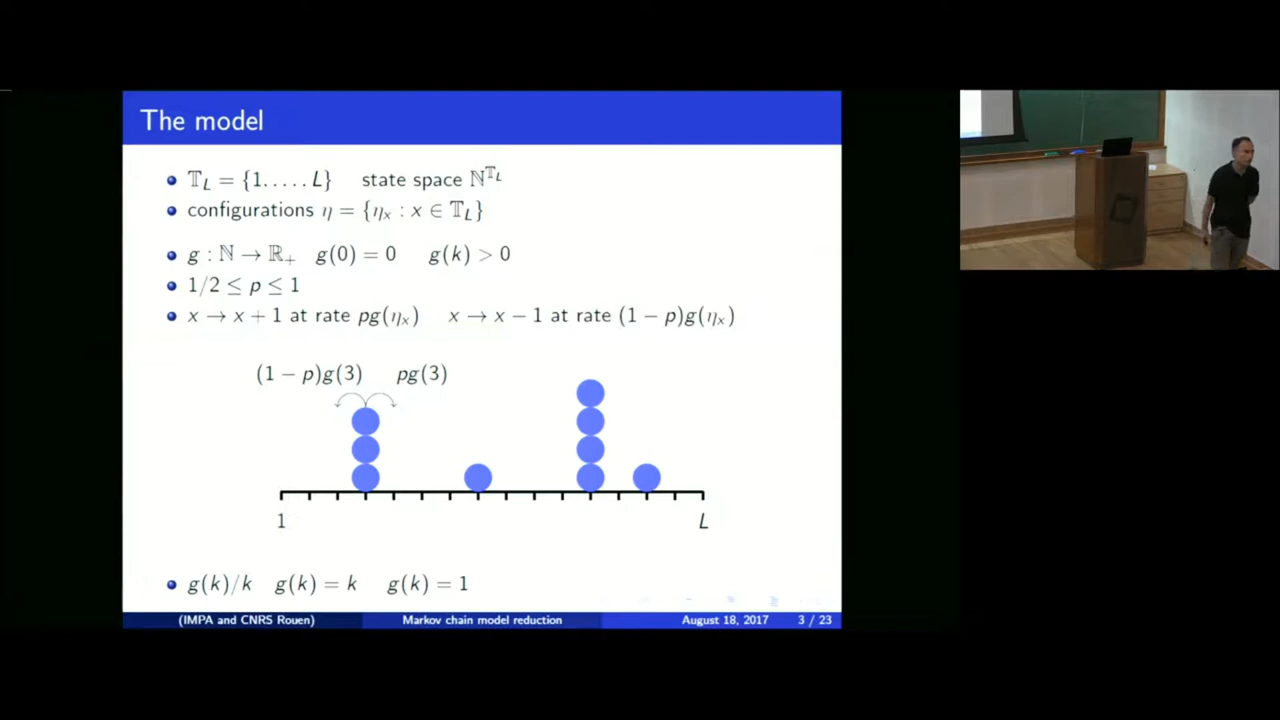 The model
𝕋_L = {1. . . . . L} state space ℕ^{𝕋_L}
configurations η = {η_x : x ∈ 𝕋_L}
g : ℕ → ℝ_+ g(0) = 0 g(k) > 0
1/2 ≤ p ≤ 1
x → x + 1 at rate pg(η_x) x → x − 1 at rate (1 − p)g(η_x)
(1 − p)g(3) pg(3)
1 L
g(k)/k g(k) = k g(k) = 1
(IMPA and CNRS Rouen) Markov chain model reduction August 18, 2017 3 / 23